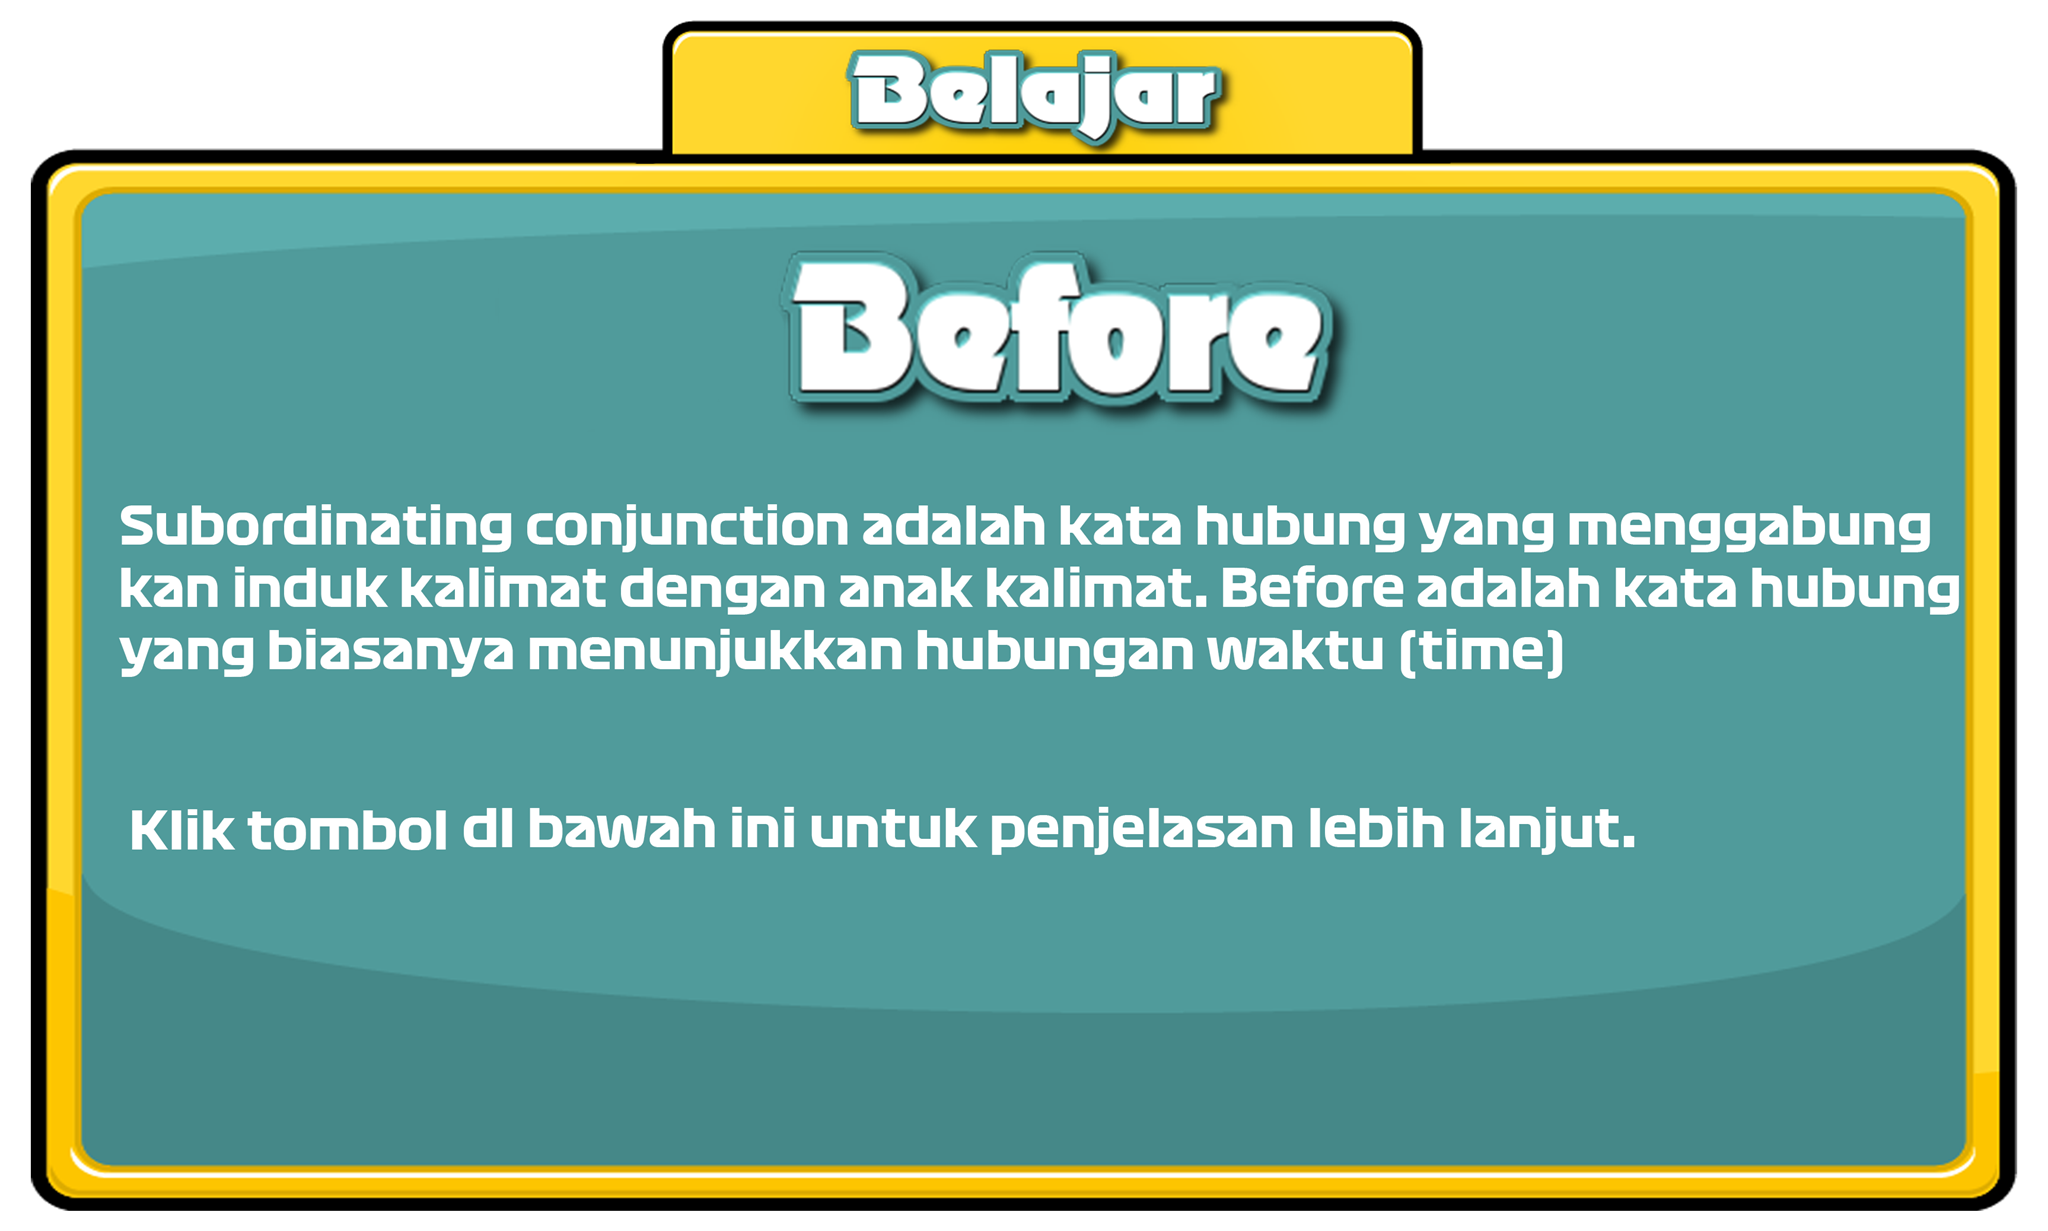 Belajar
Before
Subordinating conjunction adalah kata hubung yang menggabung
kan induk kalimat dengan anak kalimat. Before adalah kata hubung
yang biasanya menunjukkan hubungan waktu (time)
Klik tombol dI bawah ini untuk penjelasan lebih lanjut.